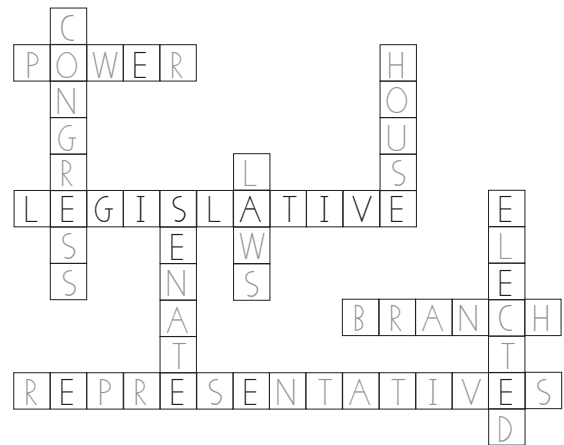 CONGRESS
POWER
HOUSE
LAWS
LEGISLATIVE
SENATE
ELECTED
BRANCH
REPRESENTATIVES